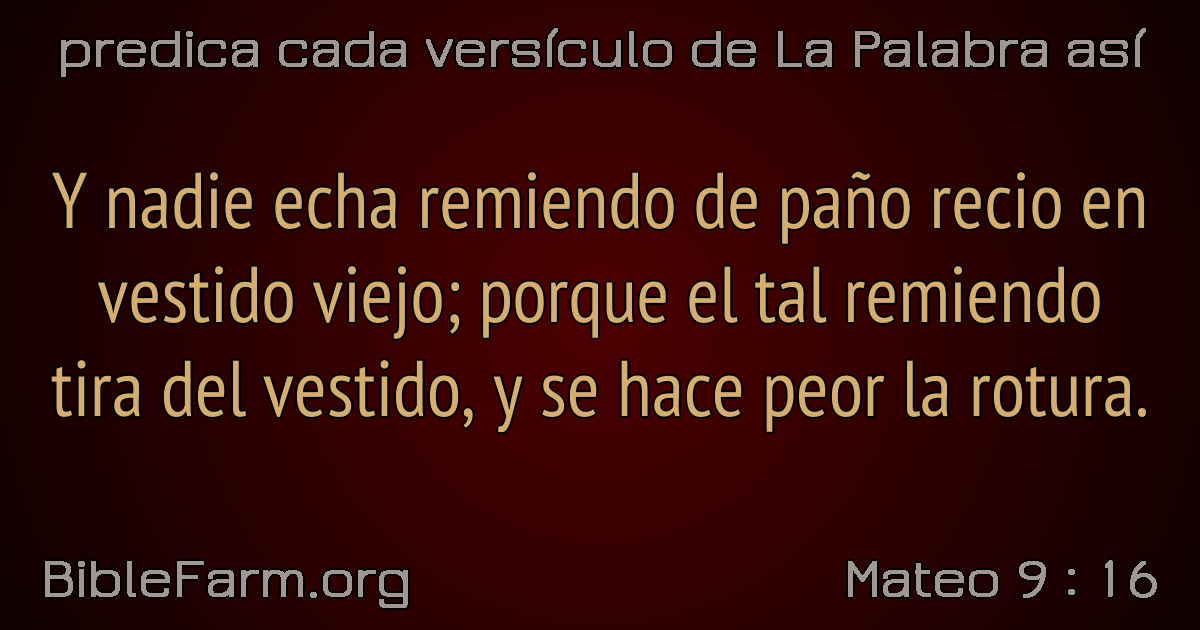 predica cada versículo de La Palabra así
Y nadie echa remiendo de paño recio en
vestido viejo; porque el tal remiendo
tira del vestido, y se hace peor la rotura.
BibleFarm.org
Mateo 9 : 16